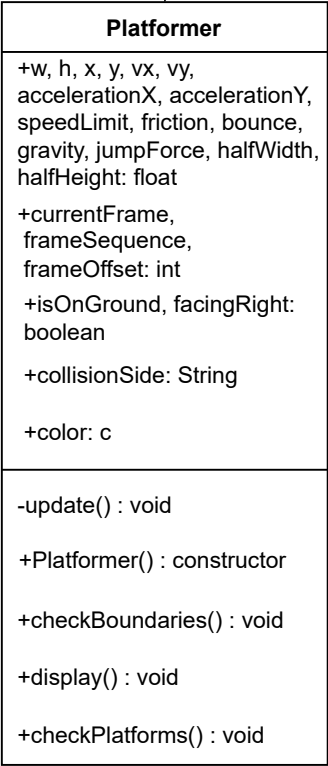 Platformer
+w, h, x, y, vx, vy,
accelerationX, accelerationY,
speedLimit, friction, bounce,
gravity, jumpForce, halfWidth,
halfHeight: float
+currentFrame,
frameSequence,
frameOffset: int
+isOnGround, facingRight:
boolean
+collisionSide: String
+color: c
-update() : void
+Platformer() : constructor
+checkBoundaries() : void
+display() : void
+checkPlatforms() : void